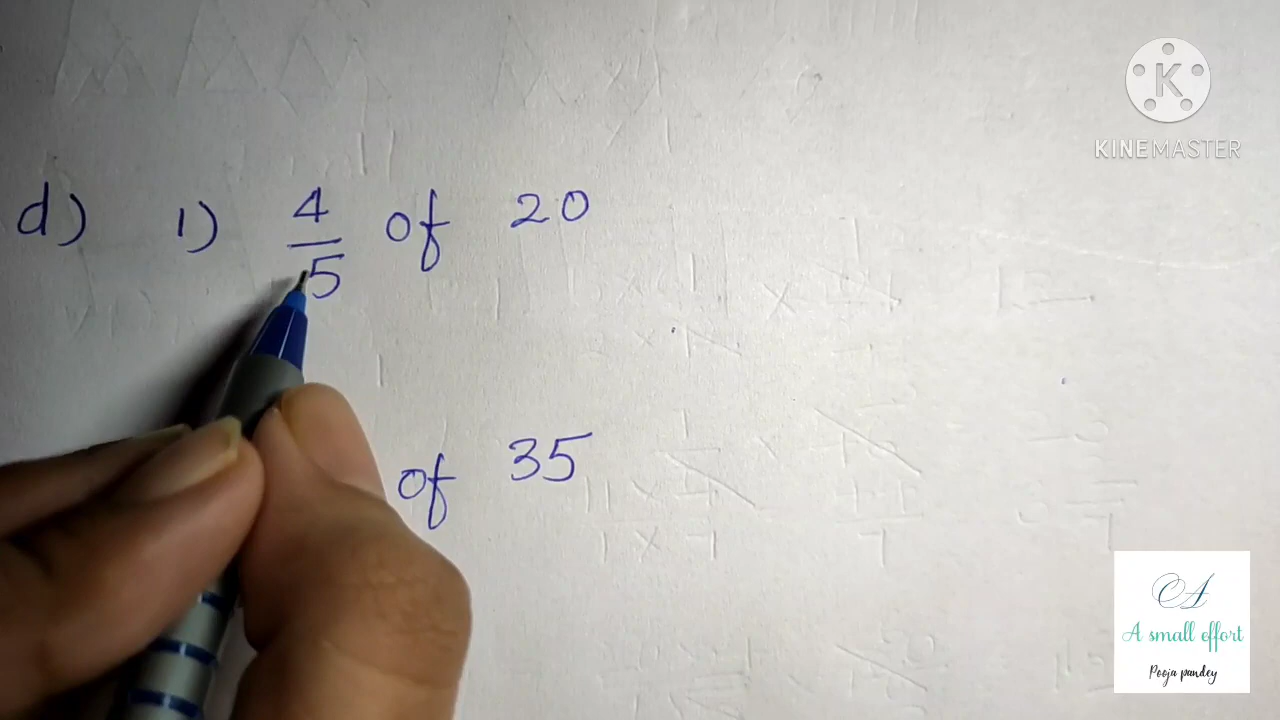 KINEMASTER
d) 1) 4/5 of 20
of 35
A
A small effort
Pooja pandey